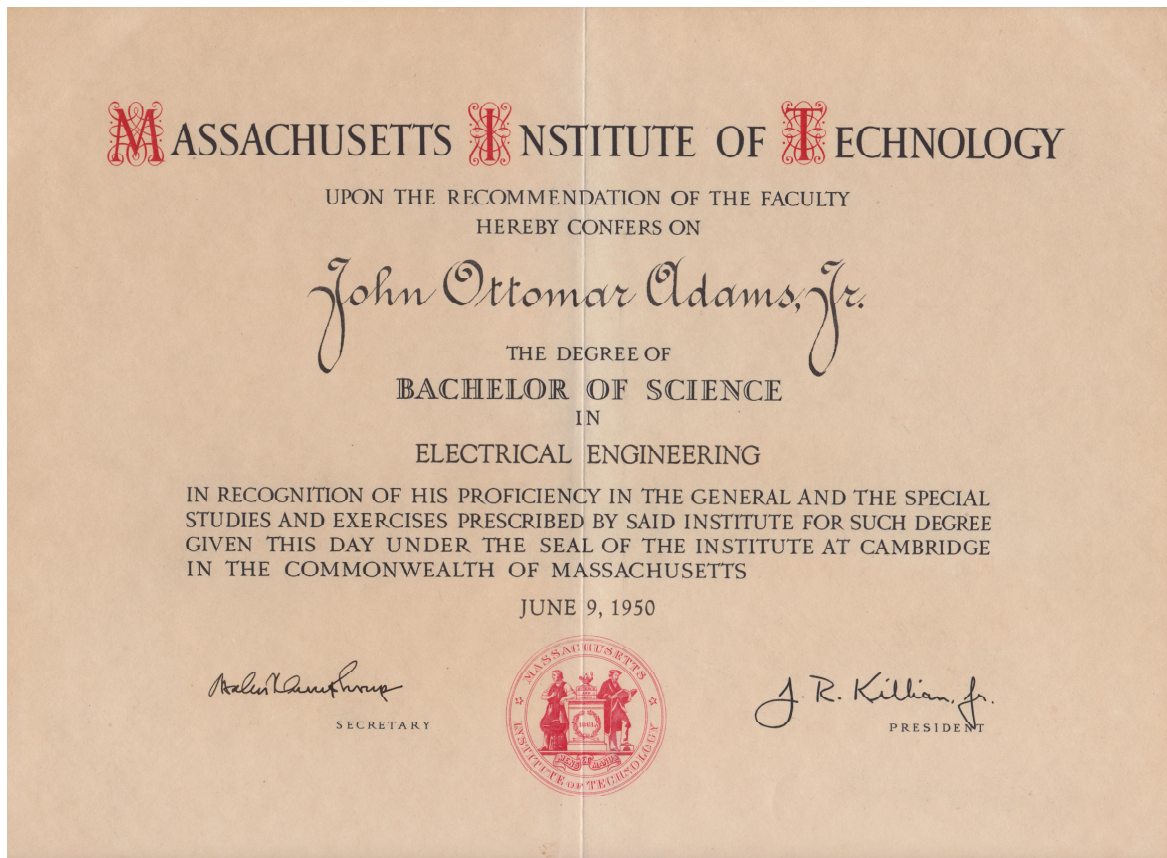 MASSACHUSETTS INSTITUTE OF TECHNOLOGY
UPON THE RECOMMENDATION OF THE FACULTY
HEREBY CONFERS ON
John Ottomar Adams, Jr.
THE DEGREE OF
BACHELOR OF SCIENCE
IN
ELECTRICAL ENGINEERING
IN RECOGNITION OF HIS PROFICIENCY IN THE GENERAL AND THE SPECIAL
STUDIES AND EXERCISES PRESCRIBED BY SAID INSTITUTE FOR SUCH DEGREE
GIVEN THIS DAY UNDER THE SEAL OF THE INSTITUTE AT CAMBRIDGE
IN THE COMMONWEALTH OF MASSACHUSETTS
JUNE 9, 1950
SECRETARY
MASSACHUSETTS
INSTITUTE OF TECHNOLOGY
1861
MENS ET MANUS
J. R. Killian, Jr.
PRESIDENT